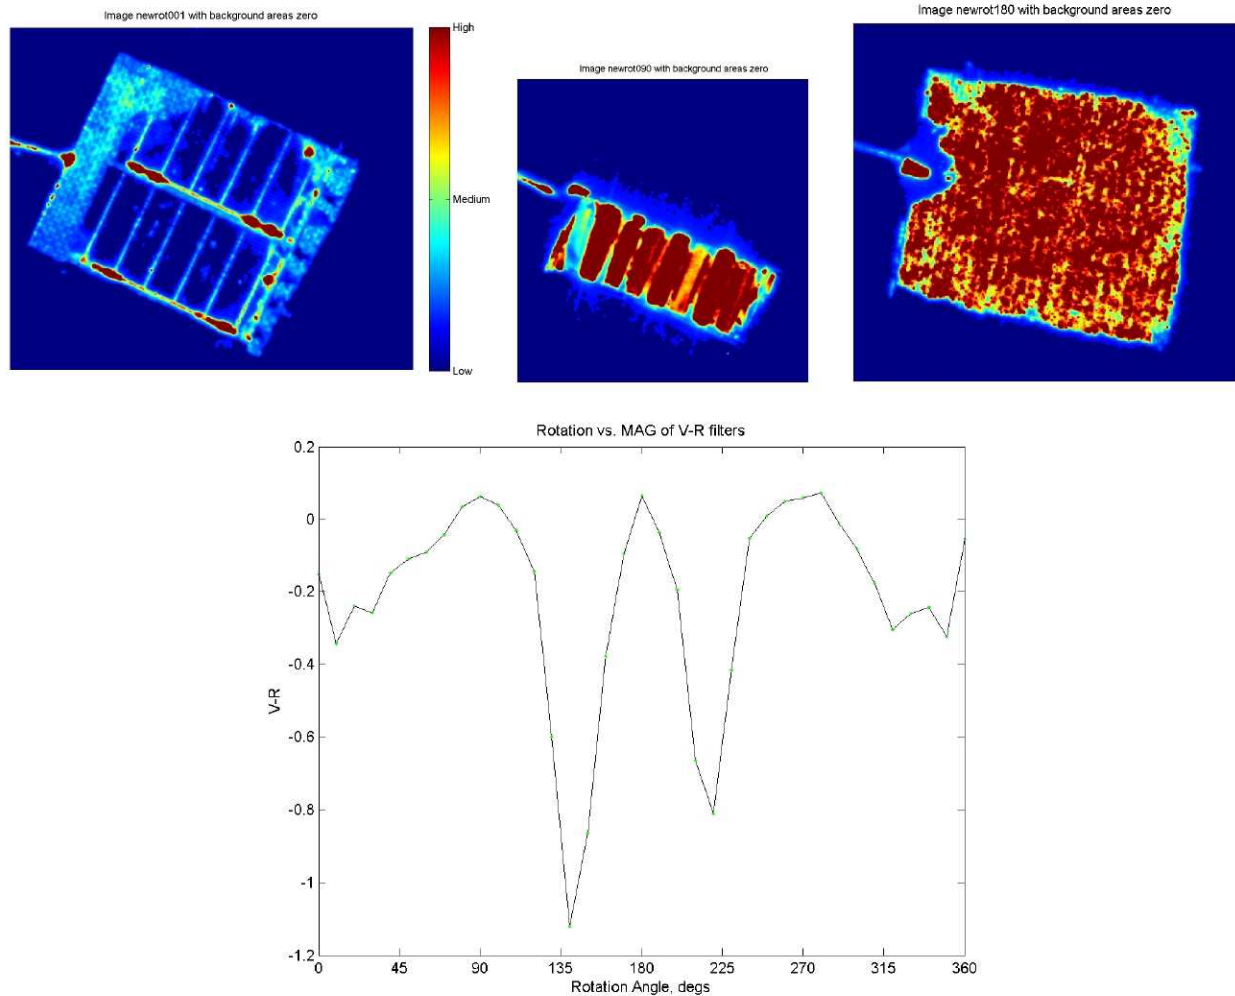 Image newrot001 with background areas zero
High
Medium
Low
Image newrot090 with background areas zero
Image newrot180 with background areas zero
Rotation vs. MAG of V-R filters
0.2
0
-0.2
-0.4
-0.6
-0.8
-1
-1.2
V-R
0 45 90 135 180 225 270 315 360
Rotation Angle, degs